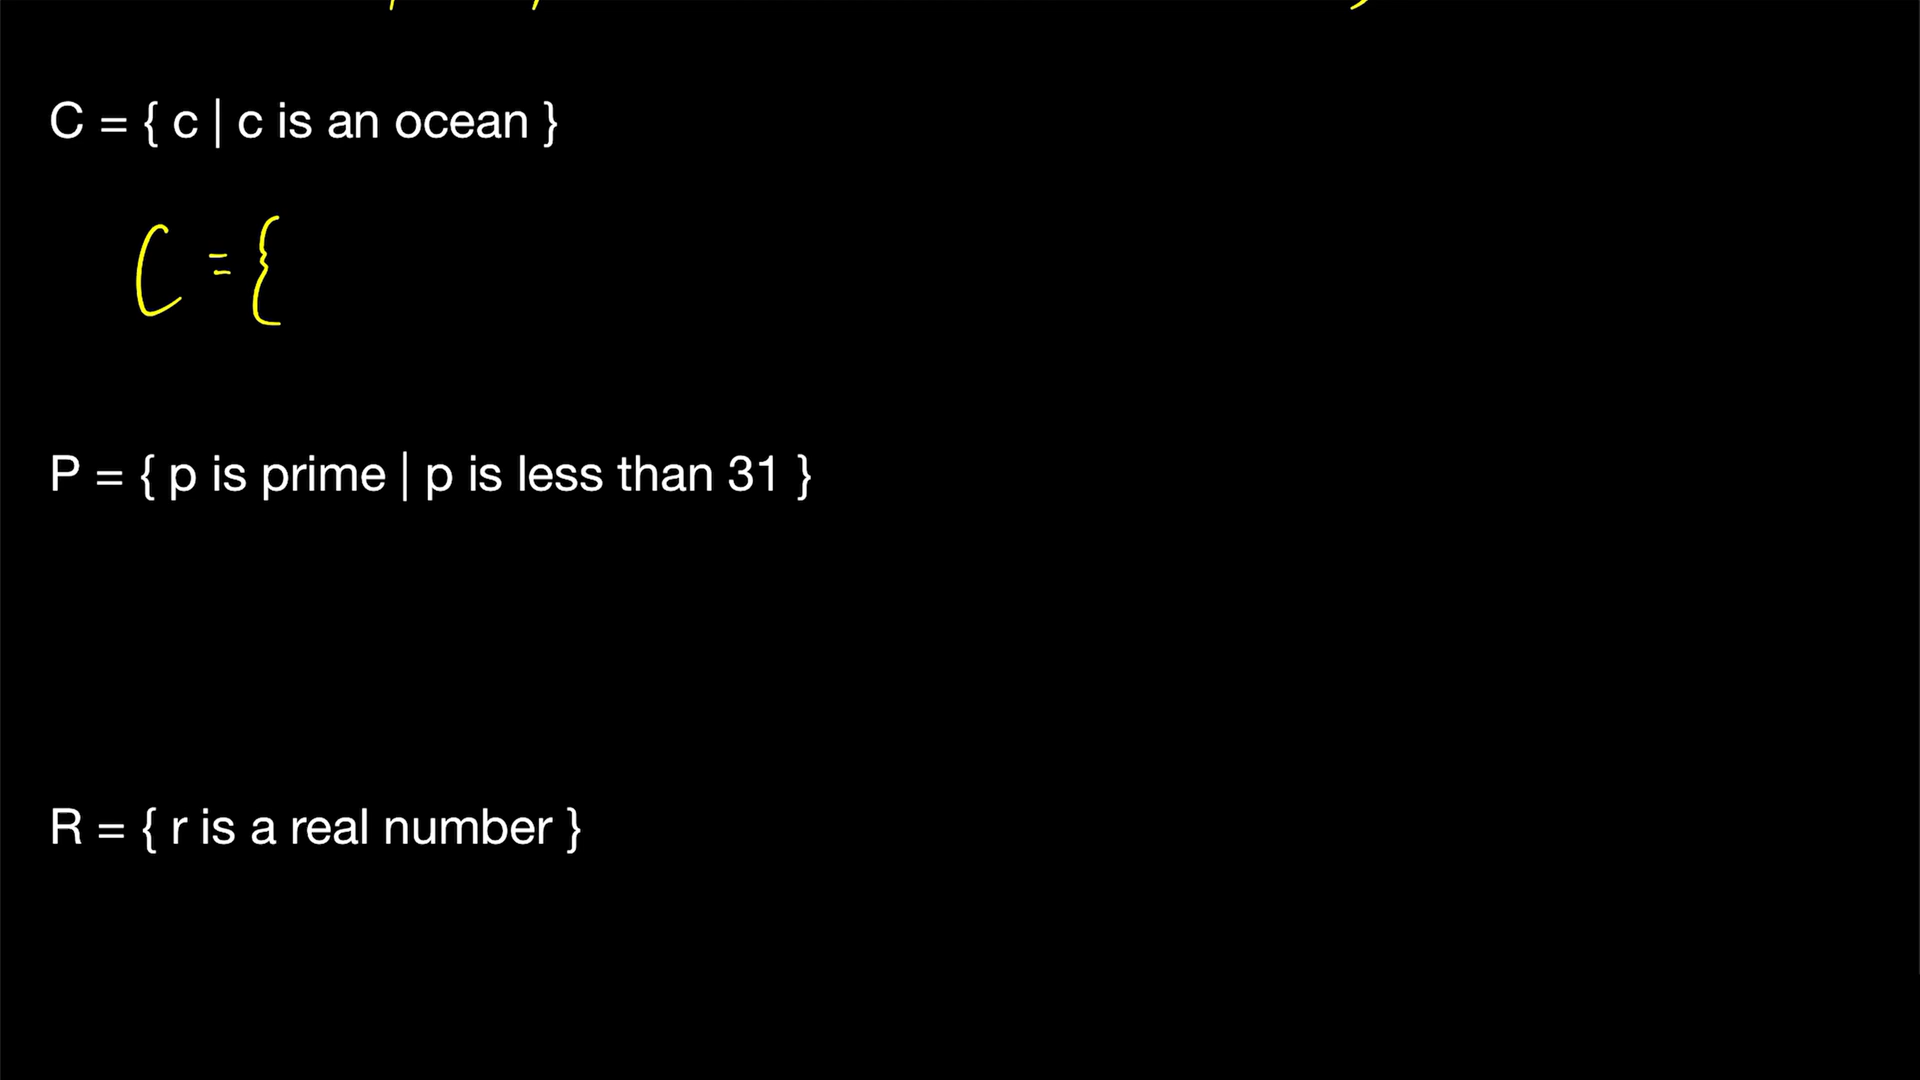 C = { c | c is an ocean }
C = {
P = { p is prime | p is less than 31 }
R = { r is a real number }